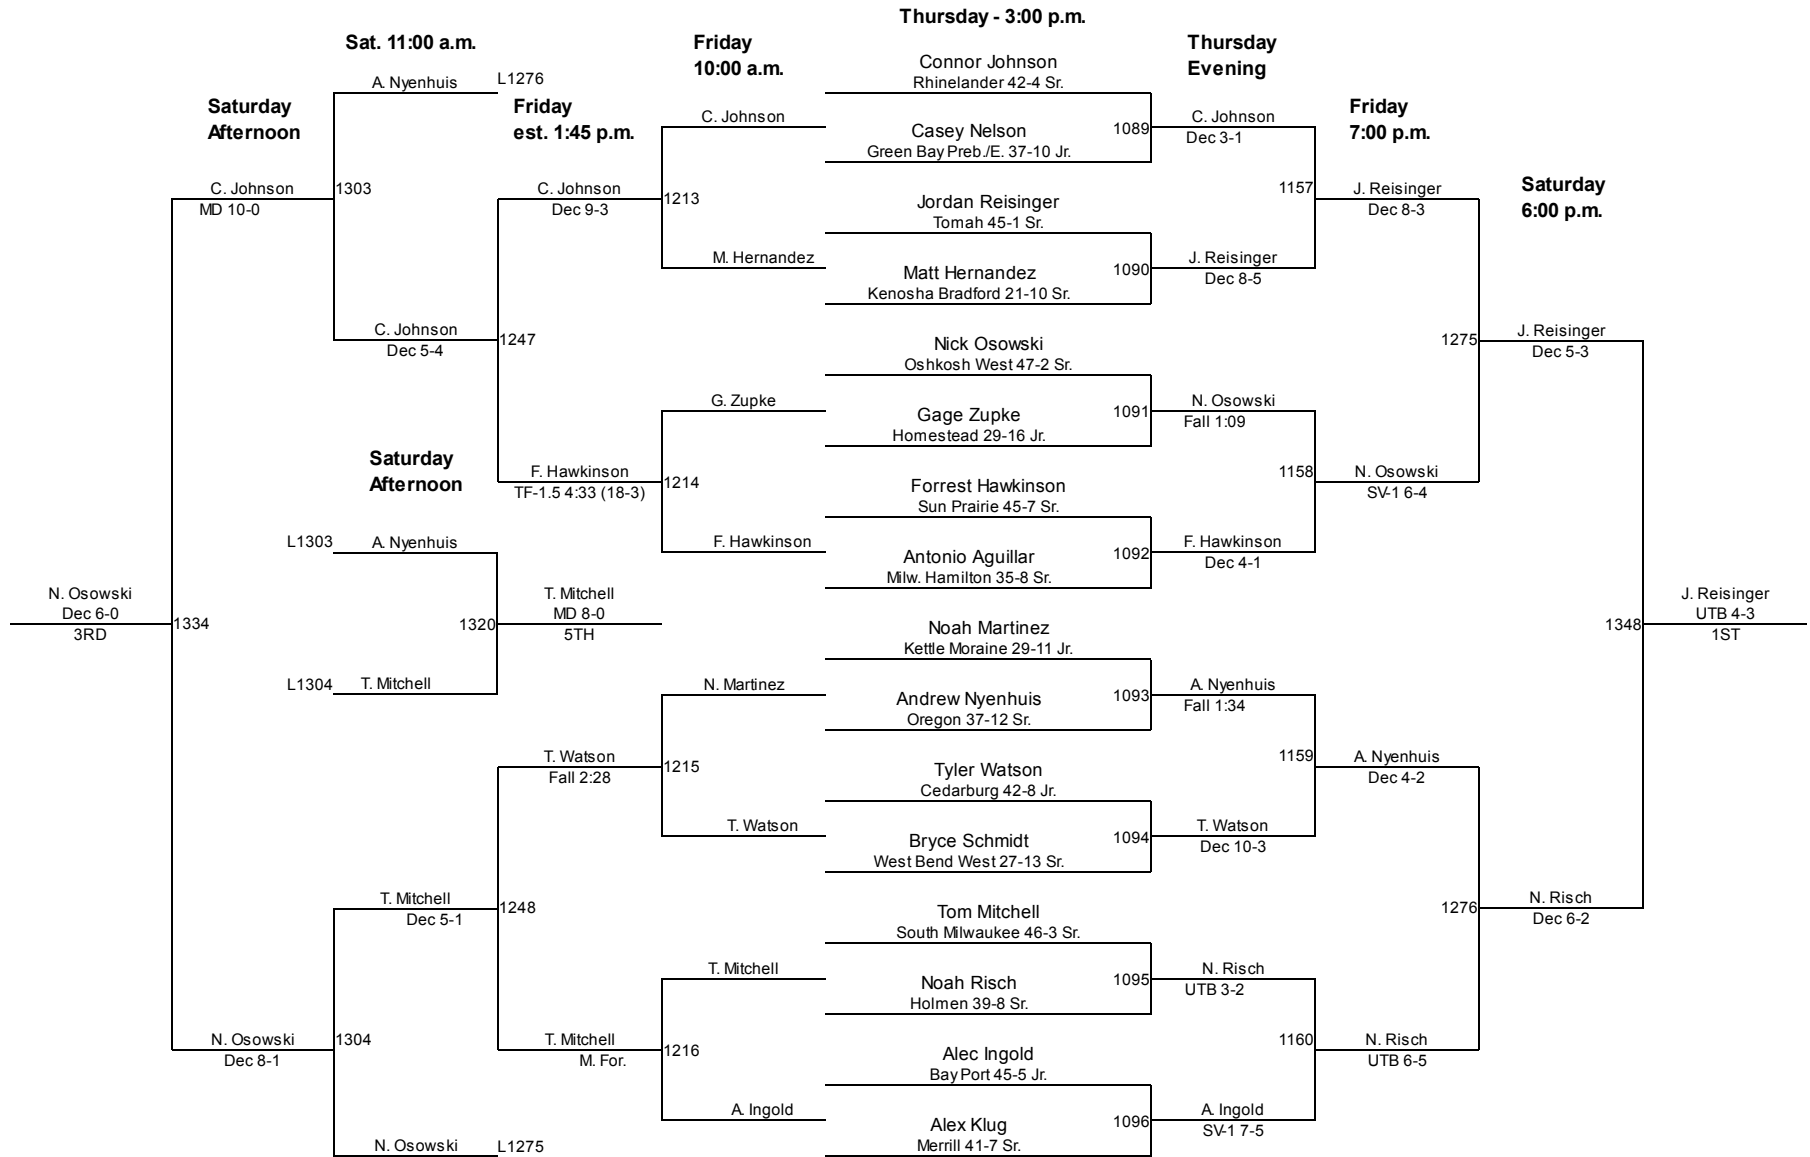 Thursday - 3:00 p.m.
Sat. 11:00 a.m.
Friday
10:00 a.m.
Thursday
Evening
Connor Johnson
Rhinelander 42-4 Sr.
A. Nyenhuis
L1276
Saturday
Afternoon
Friday
est. 1:45 p.m.
C. Johnson
Casey Nelson
Green Bay Preb./E. 37-10 Jr.
1089
C. Johnson
Dec 3-1
Friday
7:00 p.m.
C. Johnson
MD 10-0
1303
C. Johnson
Dec 9-3
1213
Jordan Reisinger
Tomah 45-1 Sr.
1157
J. Reisinger
Dec 8-3
Saturday
6:00 p.m.
M. Hernandez
Matt Hernandez
Kenosha Bradford 21-10 Sr.
1090
J. Reisinger
Dec 8-5
C. Johnson
Dec 5-4
1247
Nick Osowski
Oshkosh West 47-2 Sr.
1275
J. Reisinger
Dec 5-3
G. Zupke
Gage Zupke
Homestead 29-16 Jr.
1091
N. Osowski
Fall 1:09
Saturday
Afternoon
F. Hawkinson
TF-1.5 4:33 (18-3)
1214
Forrest Hawkinson
Sun Prairie 45-7 Sr.
1158
N. Osowski
SV-1 6-4
L1303
A. Nyenhuis
F. Hawkinson
Antonio Aguillar
Milw. Hamilton 35-8 Sr.
1092
F. Hawkinson
Dec 4-1
N. Osowski
Dec 6-0
3RD
1334
1320
T. Mitchell
MD 8-0
5TH
Noah Martinez
Kettle Moraine 29-11 Jr.
1348
J. Reisinger
UTB 4-3
1ST
L1304
T. Mitchell
N. Martinez
Andrew Nyenhuis
Oregon 37-12 Sr.
1093
A. Nyenhuis
Fall 1:34
T. Watson
Fall 2:28
1215
Tyler Watson
Cedarburg 42-8 Jr.
1159
A. Nyenhuis
Dec 4-2
T. Watson
Bryce Schmidt
West Bend West 27-13 Sr.
1094
T. Watson
Dec 10-3
T. Mitchell
Dec 5-1
1248
Tom Mitchell
South Milwaukee 46-3 Sr.
1276
N. Risch
Dec 6-2
T. Mitchell
Noah Risch
Holmen 39-8 Sr.
1095
N. Risch
UTB 3-2
N. Osowski
Dec 8-1
1304
T. Mitchell
M. For.
1216
Alec Ingold
Bay Port 45-5 Jr.
1160
N. Risch
UTB 6-5
A. Ingold
Alex Klug
Merrill 41-7 Sr.
1096
A. Ingold
SV-1 7-5
N. Osowski
L1275